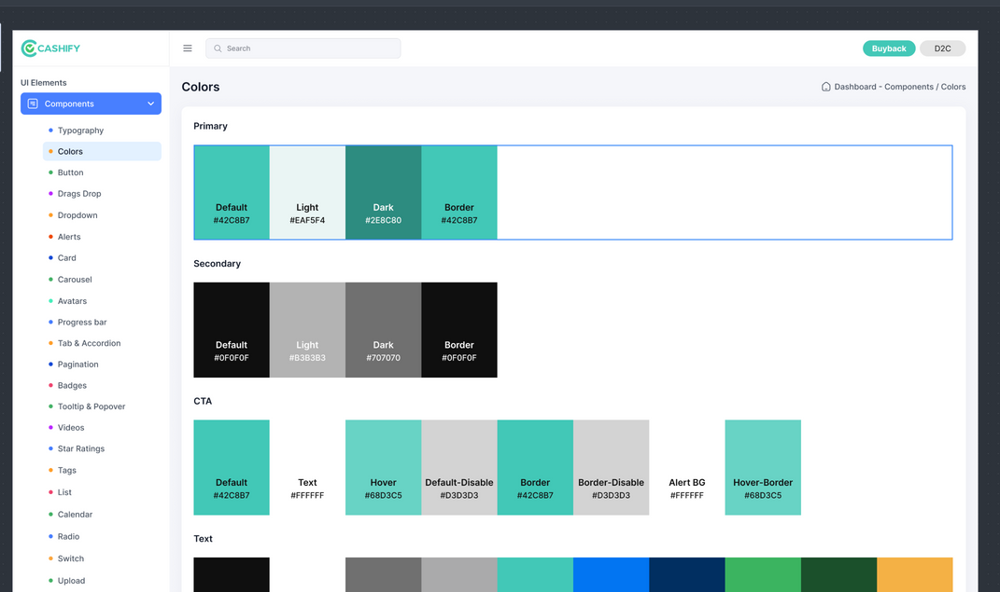 CASHIFY
Search
Buyback
D2C
UI Elements
Components
Typography
Colors
Button
Drags Drop
Dropdown
Alerts
Card
Carousel
Avatars
Progress bar
Tab & Accordion
Pagination
Badges
Tooltip & Popover
Videos
Star Ratings
Tags
List
Calendar
Radio
Switch
Upload
Colors
Dashboard - Components / Colors
Primary
Default Light Dark Border
#42C8B7 #EAF5F4 #2E8C80 #42C8B7
Secondary
Default Light Dark Border
#0F0F0F #B3B3B3 #707070 #0F0F0F
CTA
Default Text Hover Default-Disable Border Border-Disable Alert BG Hover-Border
#42C8B7 #FFFFFF #68D3C5 #D3D3D3 #42C8B7 #D3D3D3 #FFFFFF #68D3C5
Text